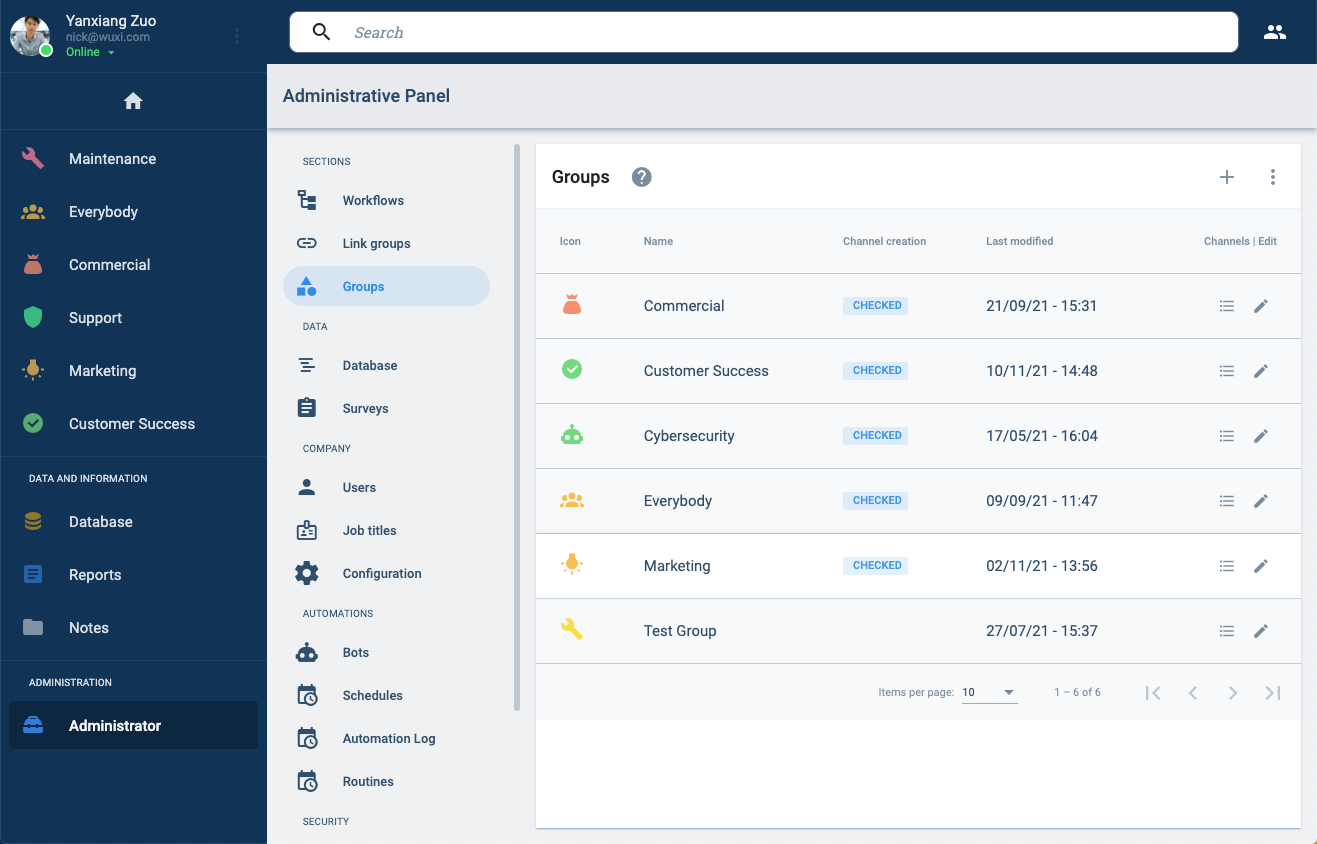 Yanxiang Zuo
nick@wuxi.com
Online
Search
Maintenance
Everybody
Commercial
Support
Marketing
Customer Success
DATA AND INFORMATION
Database
Reports
Notes
ADMINISTRATION
Administrator
Administrative Panel
SECTIONS
Workflows
Link groups
Groups
DATA
Database
Surveys
COMPANY
Users
Job titles
Configuration
AUTOMATIONS
Bots
Schedules
Automation Log
Routines
SECURITY
Groups ?
Icon Name Channel creation Last modified Channels | Edit
Commercial CHECKED 21/09/21 - 15:31
Customer Success CHECKED 10/11/21 - 14:48
Cybersecurity CHECKED 17/05/21 - 16:04
Everybody CHECKED 09/09/21 - 11:47
Marketing CHECKED 02/11/21 - 13:56
Test Group 27/07/21 - 15:37
Items per page: 10 1 – 6 of 6